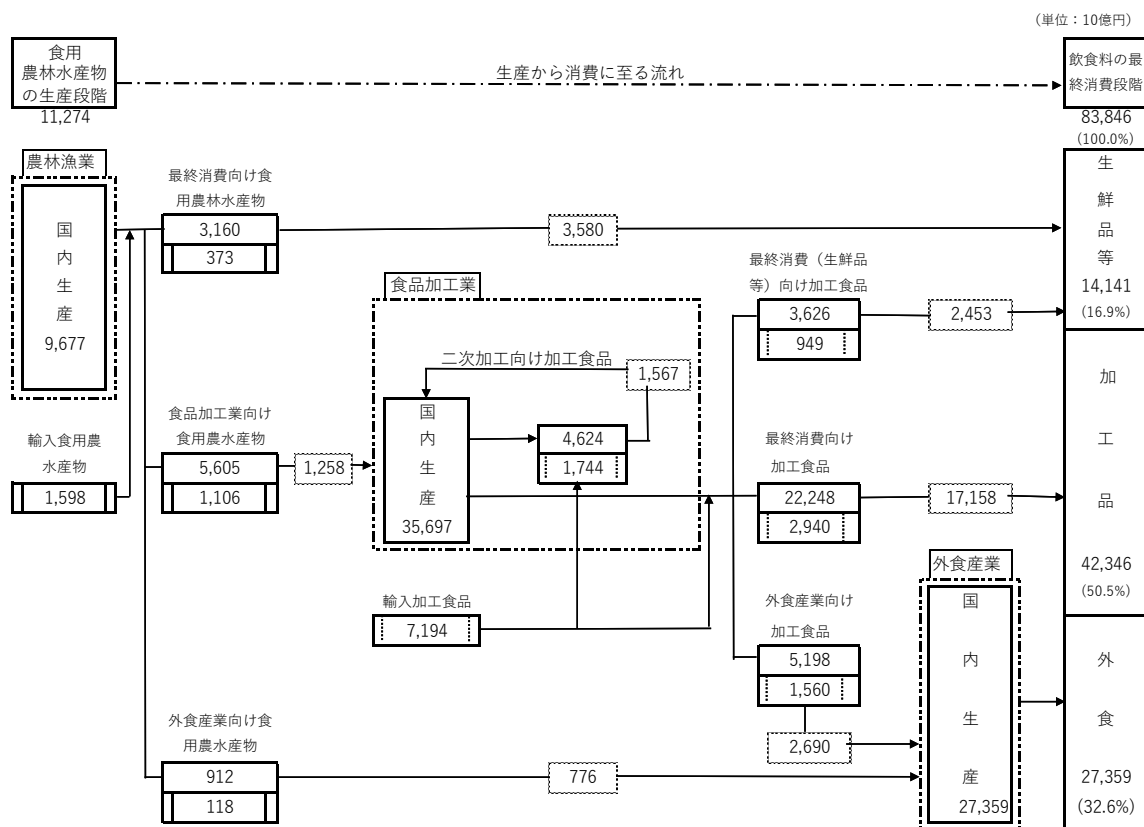 （単位：10億円）
食用
農林水産物
の生産段階
11,274
生産から消費に至る流れ
飲食料の最
終消費段階
83,846
(100.0%)
農林漁業
国
内
生
産
9,677
輸入食用農
水産物
1,598
最終消費向け食
用農林水産物
3,160
373
3,580
食品加工業向け
食用農水産物
5,605
1,106
1,258
外食産業向け食
用農水産物
912
118
776
食品加工業
二次加工向け加工食品
1,567
国
内
生
産
35,697
4,624
1,744
輸入加工食品
7,194
最終消費（生鮮品
等）向け加工食品
3,626
949
2,453
最終消費向け
加工食品
22,248
2,940
17,158
外食産業向け
加工食品
5,198
1,560
2,690
外食産業
国
内
生
産
27,359
生
鮮
品
等
14,141
(16.9%)
加
工
品
42,346
(50.5%)
外
食
27,359
(32.6%)